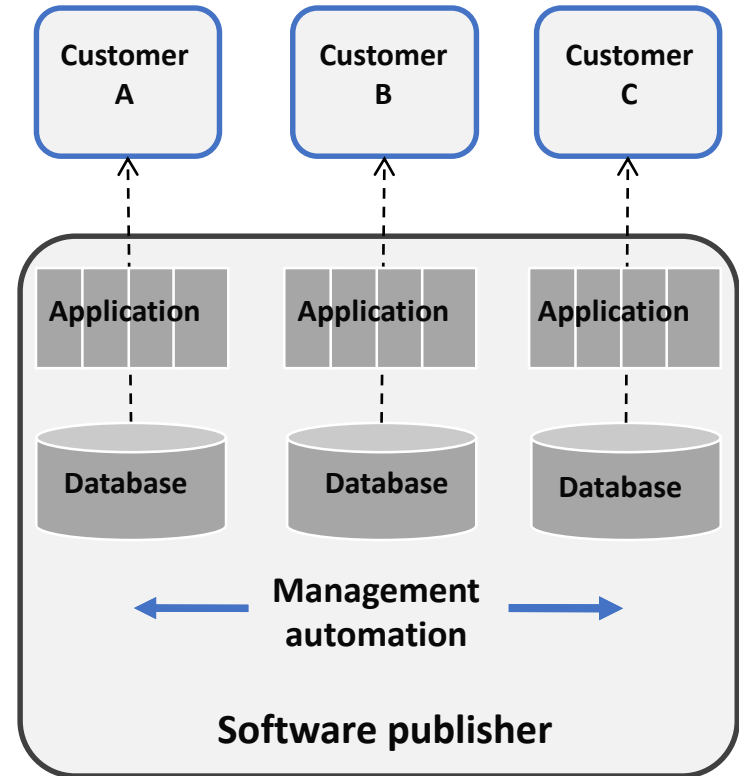 Customer
A
Customer
B
Customer
C
Application
Application
Application
Database
Database
Database
Management
automation
Software publisher